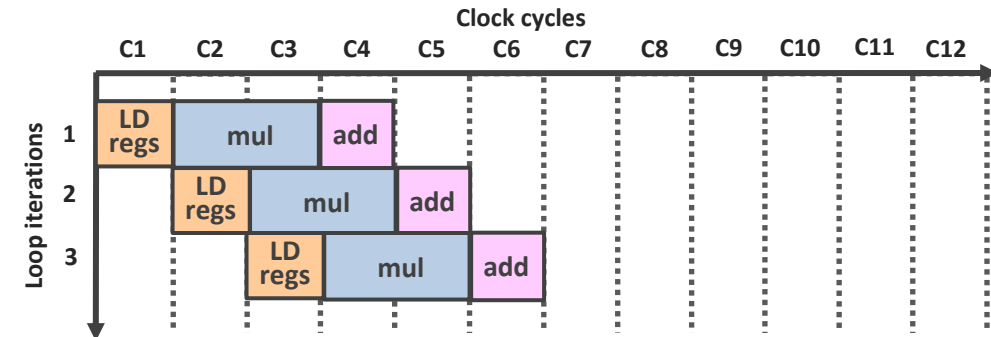 Clock cycles
C1 C2 C3 C4 C5 C6 C7 C8 C9 C10 C11 C12
Loop iterations
1
LD
regs
mul
add
2
LD
regs
mul
add
3
LD
regs
mul
add